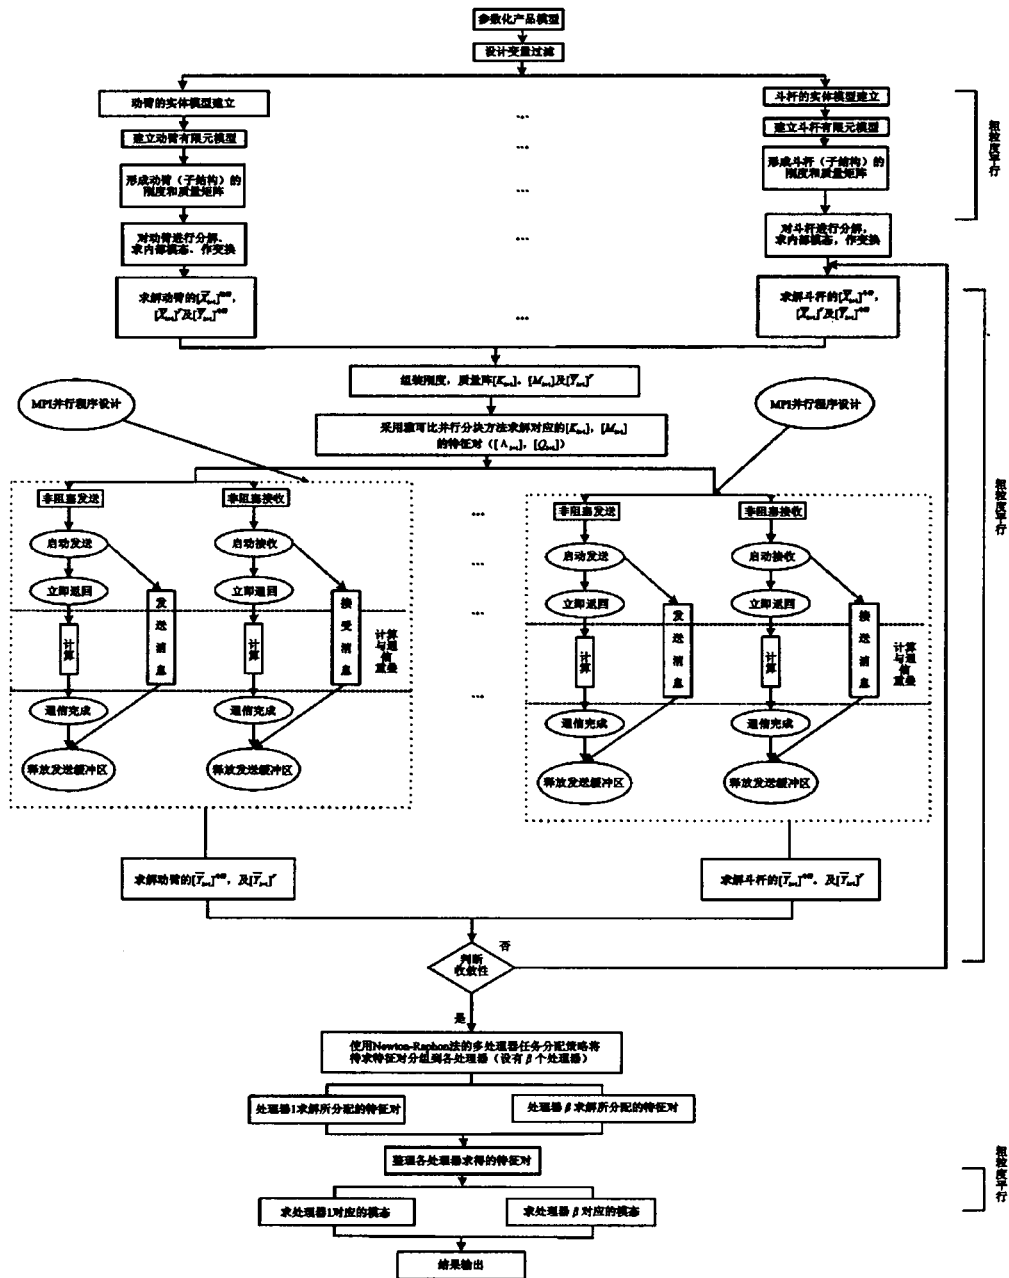 参数化产品模型
设计变量过滤
动臂的实体模型建立
建立动臂有限元模型
形成动臂（子结构）的
刚度和质量矩阵
对动臂进行分解、
求内部模态、作变换
求解动臂的
斗杆的实体模型建立
建立斗杆有限元模型
形成斗杆（子结构）的
刚度和质量矩阵
对斗杆进行分解，
求内部模态，作变换
求解斗杆的
粗粒度平行
...
...
...
...
...
组装刚度，质量阵[Kₜ₊₁]、[Mₜ₊₁]及
MPI并行程序设计
MPI并行程序设计
采用雅可比并行分块方法求解对应的
的特征对
非阻塞发送
启动发送
立即返回
计算
通信完成
释放发送缓冲区
发送消息
非阻塞接收
启动接收
立即返回
计算
通信完成
释放发送缓冲区
接受消息
计算
与通
信
重叠
...
...
...
...
非阻塞发送
启动发送
立即返回
计算
通信完成
释放发送缓冲区
发送消息
非阻塞接收
启动接收
立即返回
计算
通信完成
释放发送缓冲区
接送消息
计算
与通
信
重叠
粗粒度平行
求解动臂的
求解斗杆的
判断
收敛性
否
是
使用Newton-Raphon法的多处理器任务分配策略将
待求特征对分组到各处理器（设有β个处理器）
处理器1求解所分配的特征对
处理器β求解所分配的特征对
整理各处理器求得的特征对
求处理器1对应的模态
求处理器β对应的模态
粗粒度平行
结果输出